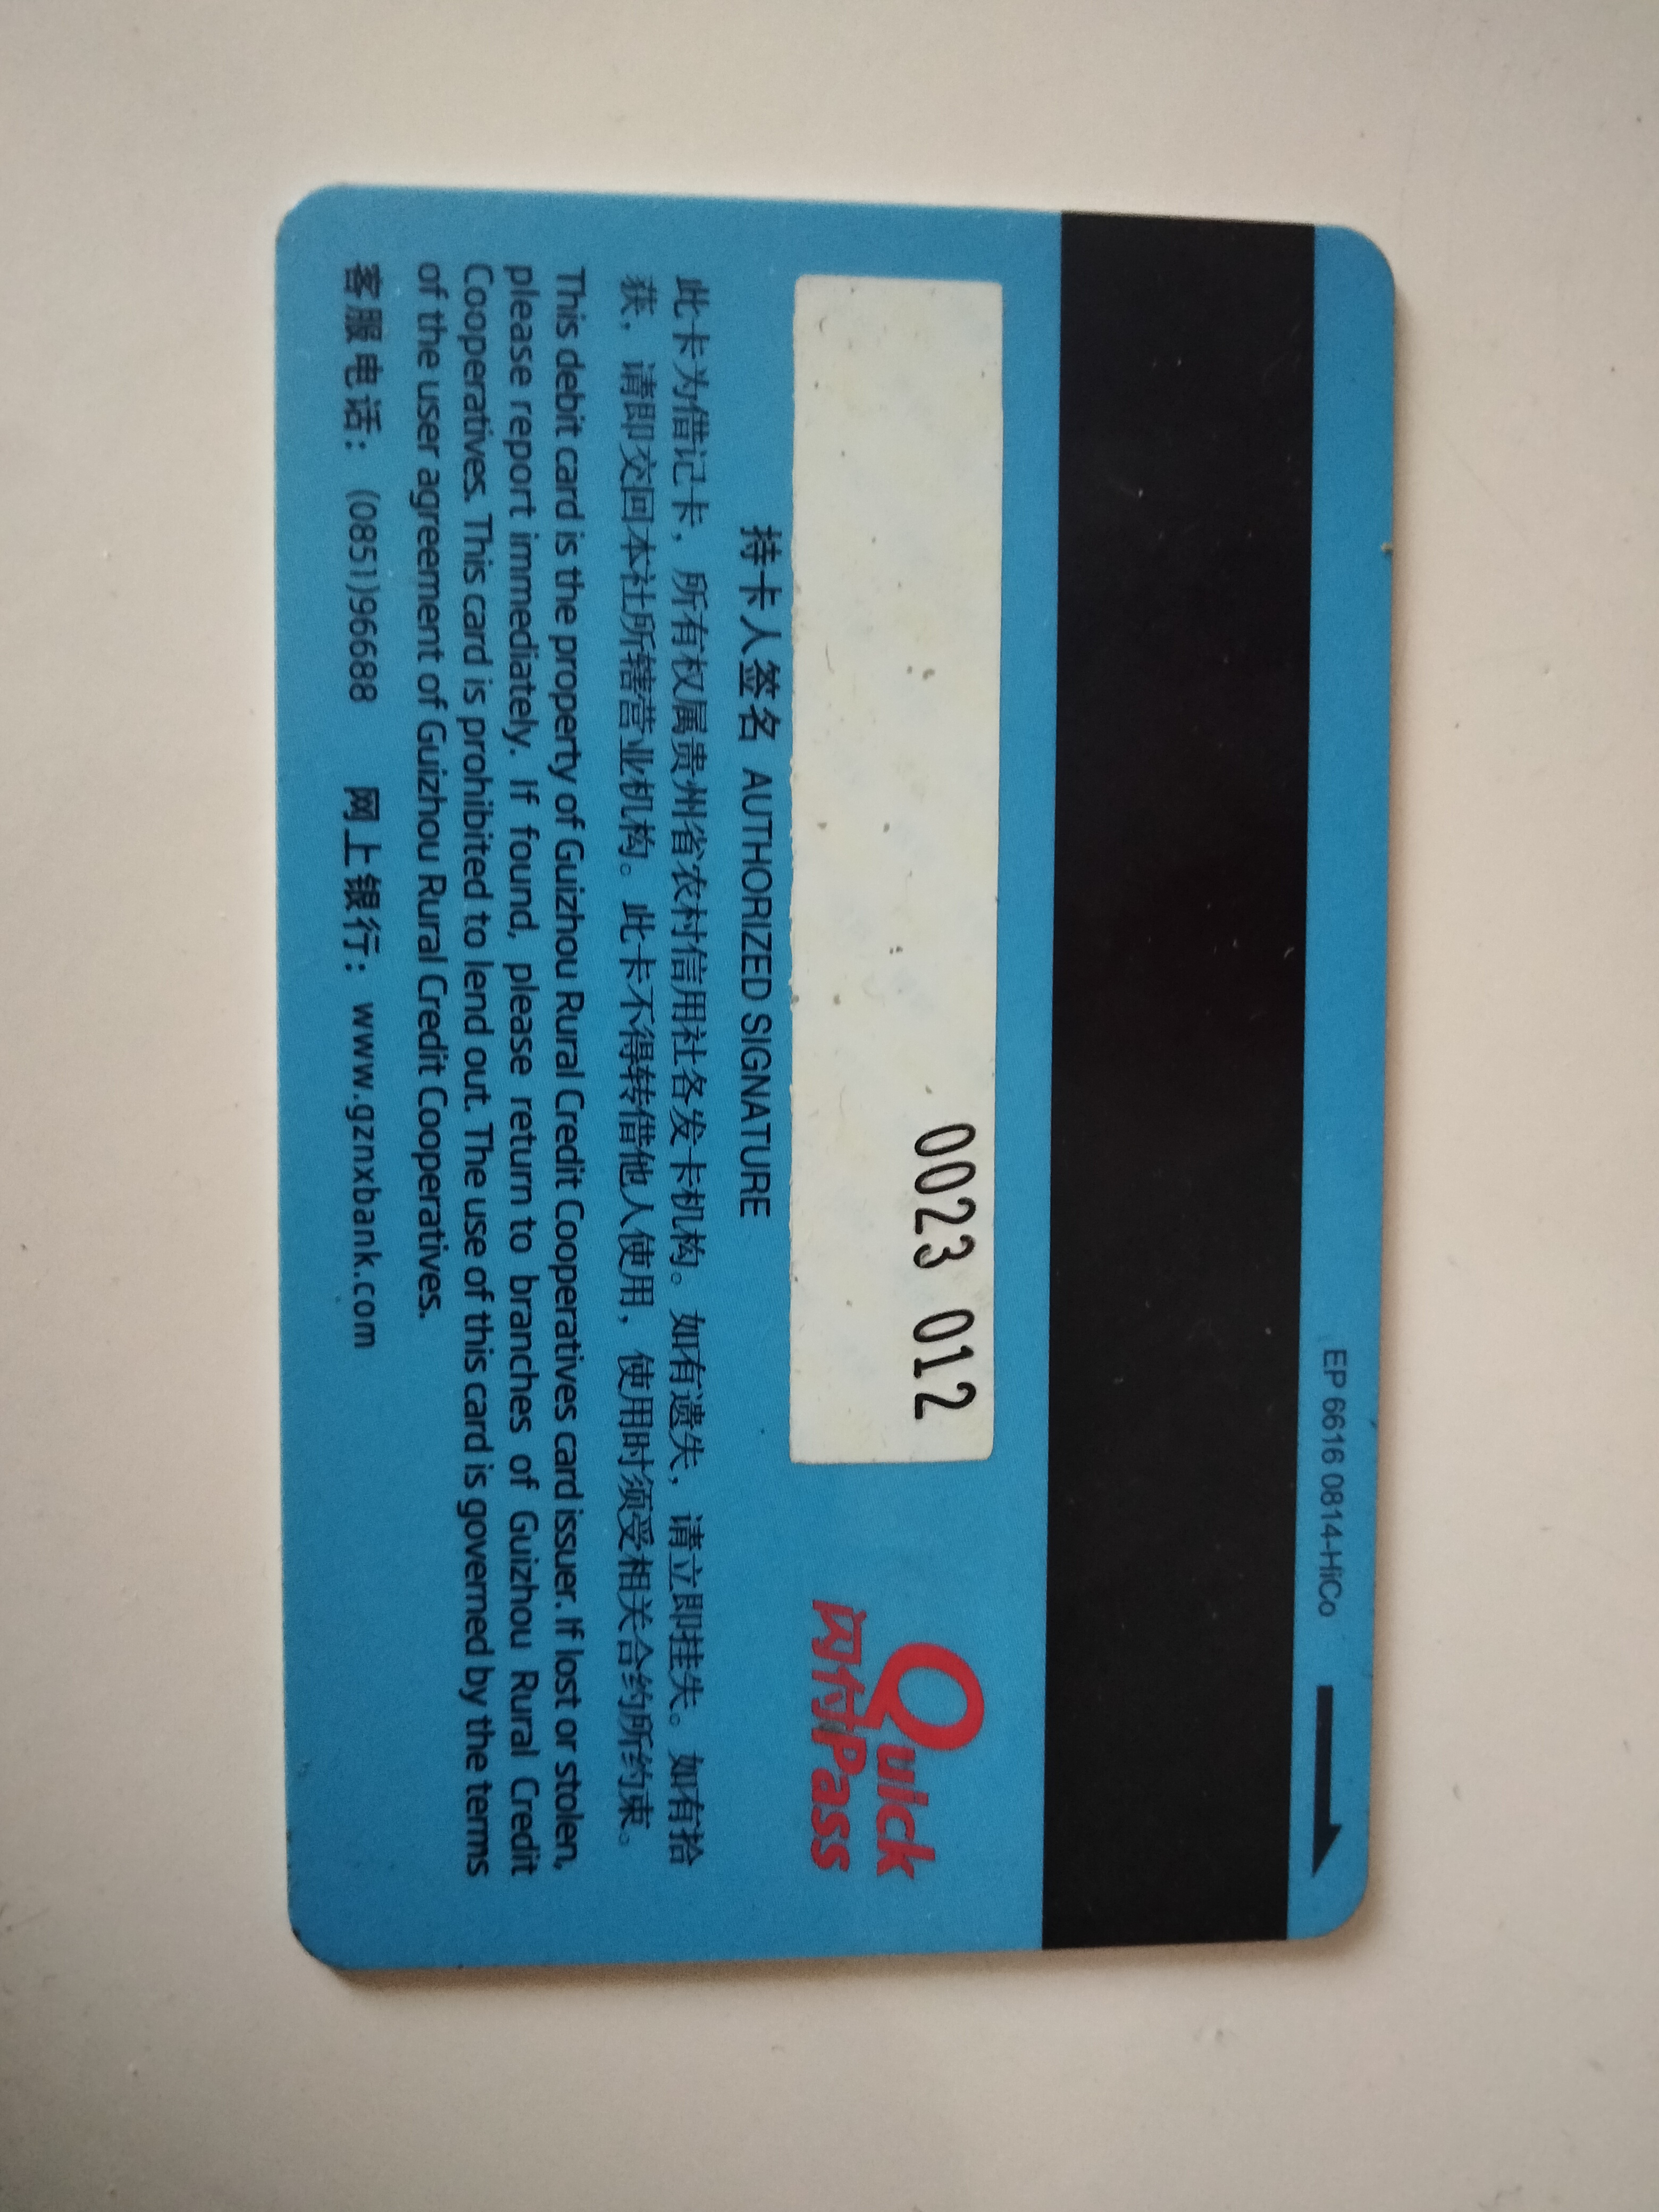 EP 6616 0814-HiCo
0023 012
Quick
闪付Pass
持卡人签名 AUTHORIZED SIGNATURE
此卡为借记卡，所有权属贵州省农村信用社各发卡机构。如有遗失，请立即挂失。如有拾
获，请即交回本社所辖营业机构。此卡不得转借他人使用，使用时须受相关合约所约束。
This debit card is the property of Guizhou Rural Credit Cooperatives card issuer. If lost or stolen,
please report immediately. If found, please return to branches of Guizhou Rural Credit
Cooperatives. This card is prohibited to lend out. The use of this card is governed by the terms
of the user agreement of Guizhou Rural Credit Cooperatives.
客服电话：(0851)96688 网上银行：www.gznxbank.com